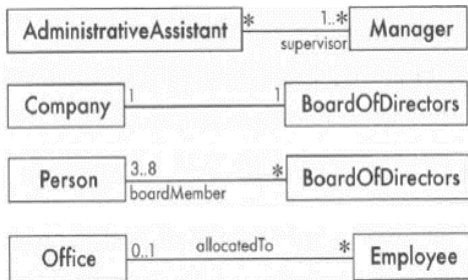 AdministrativeAssistant * 1..* Manager
supervisor
Company 1 1 BoardOfDirectors
Person 3..8 * BoardOfDirectors
boardMember
Office 0..1 allocatedTo * Employee